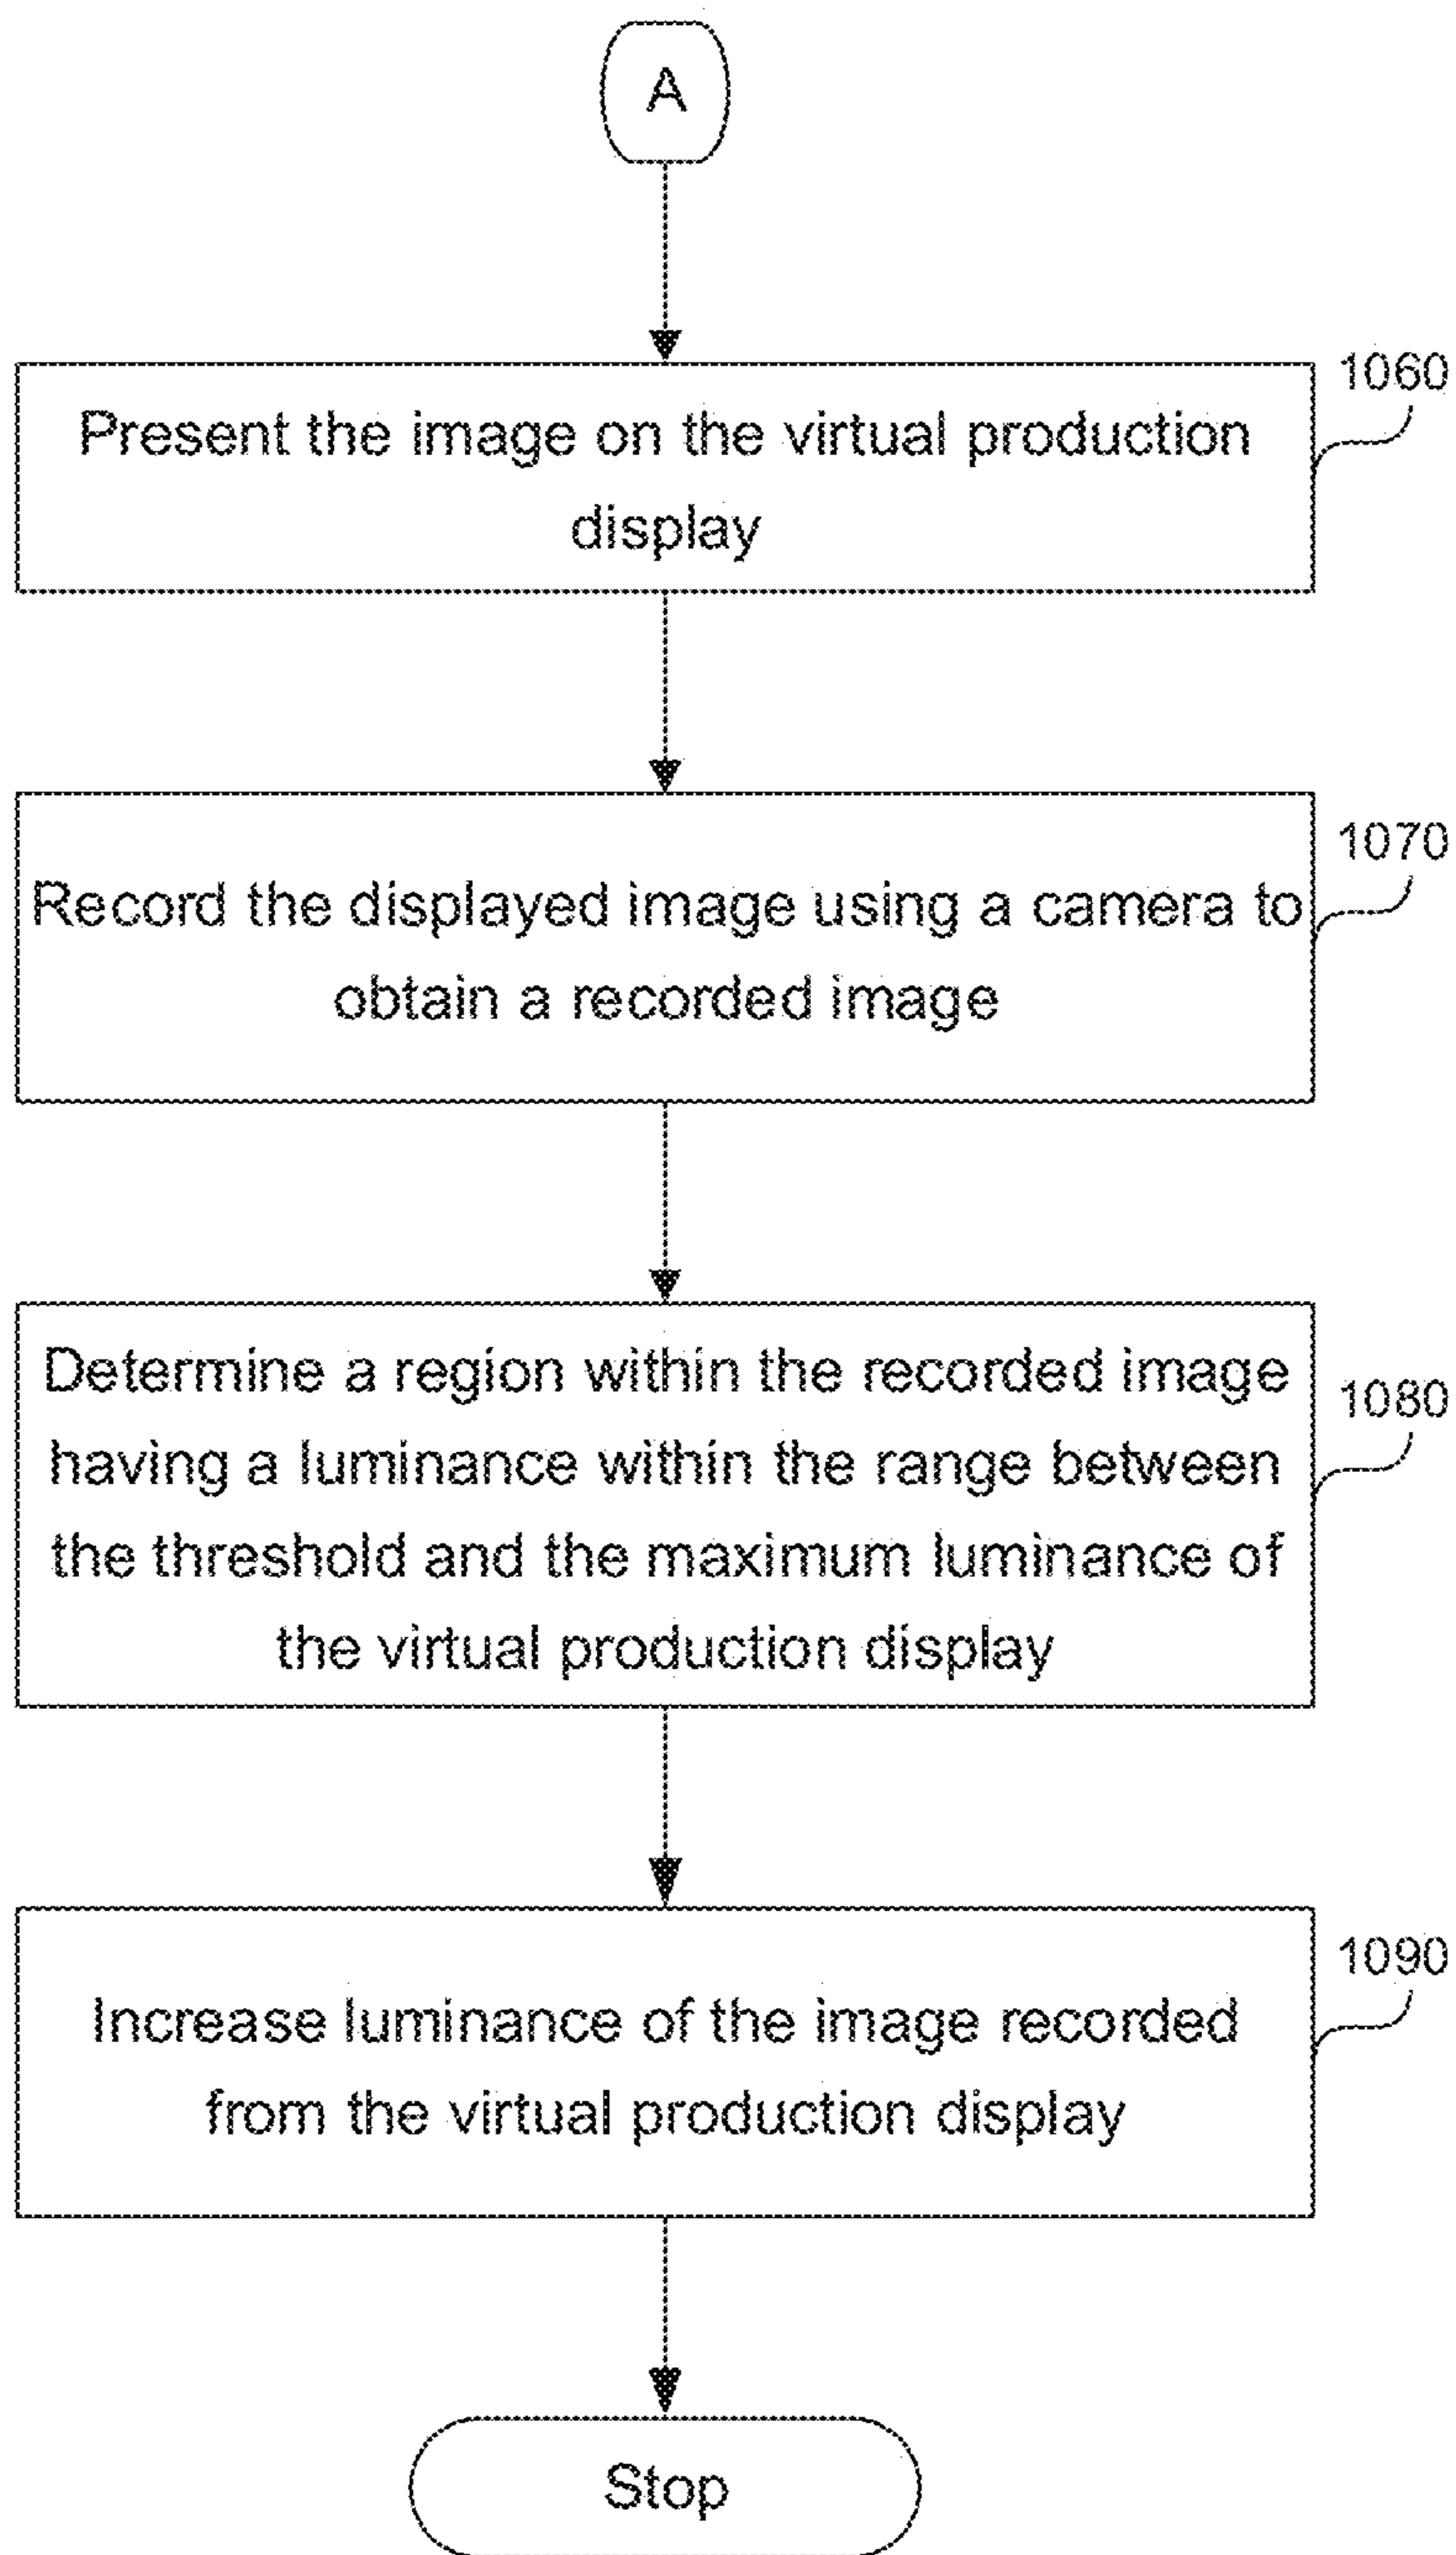 A
1060
Present the image on the virtual production
display
1070
Record the displayed image using a camera to
obtain a recorded image
Determine a region within the recorded image
1080
having a luminance within the range between
the threshold and the maximum luminance of
the virtual production display
1090
Increase luminance of the image recorded
from the virtual production display
Stop